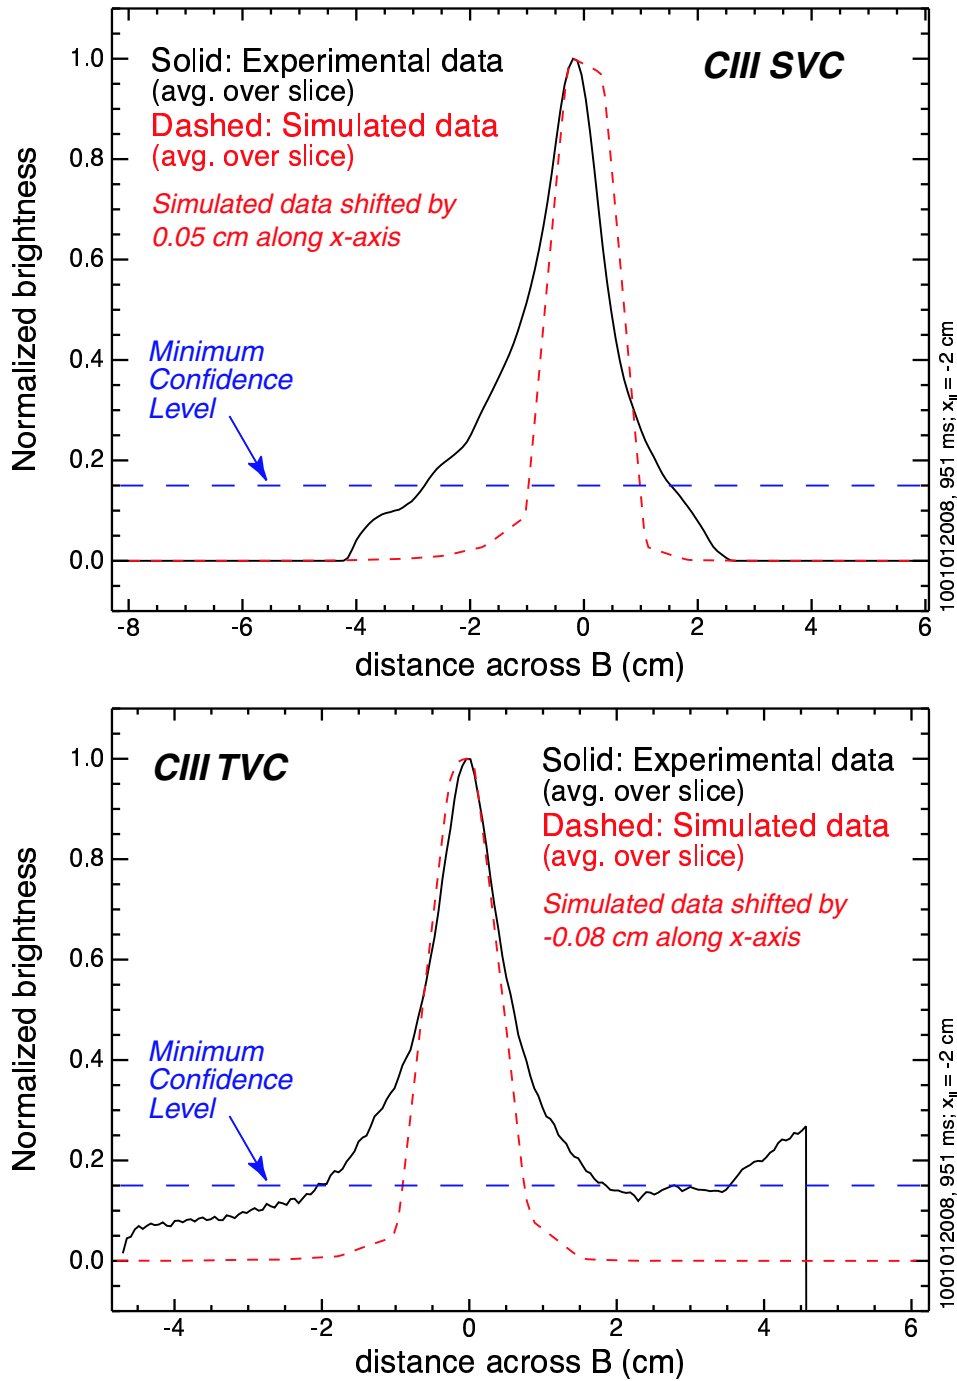 CIII SVC
Solid: Experimental data
(avg. over slice)
Dashed: Simulated data
(avg. over slice)
Simulated data shifted by
0.05 cm along x-axis
Minimum
Confidence
Level
Normalized brightness
1.0
0.8
0.6
0.4
0.2
0.0
-8 -6 -4 -2 0 2 4 6
distance across B (cm)
1001012008, 951 ms; x_II = -2 cm
CIII TVC
Solid: Experimental data
(avg. over slice)
Dashed: Simulated data
(avg. over slice)
Simulated data shifted by
-0.08 cm along x-axis
Minimum
Confidence
Level
Normalized brightness
1.0
0.8
0.6
0.4
0.2
0.0
-4 -2 0 2 4 6
distance across B (cm)
1001012008, 951 ms; x_II = -2 cm